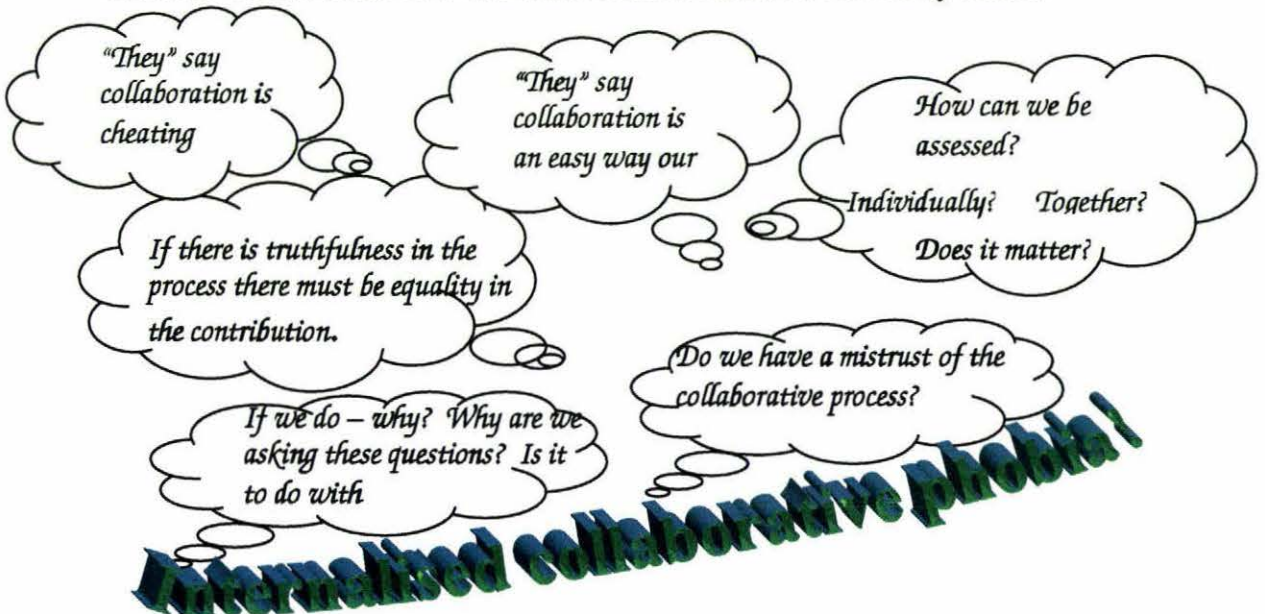 "They" say
collaboration is
cheating
"They" say
collaboration is
an easy way our
How can we be
assessed?
Individually? Together?
Does it matter?
If there is truthfulness in the
process there must be equality in
the contribution.
Do we have a mistrust of the
collaborative process?
If we do – why? Why are we
asking these questions? Is it
to do with
Internalised collaborative phobia!